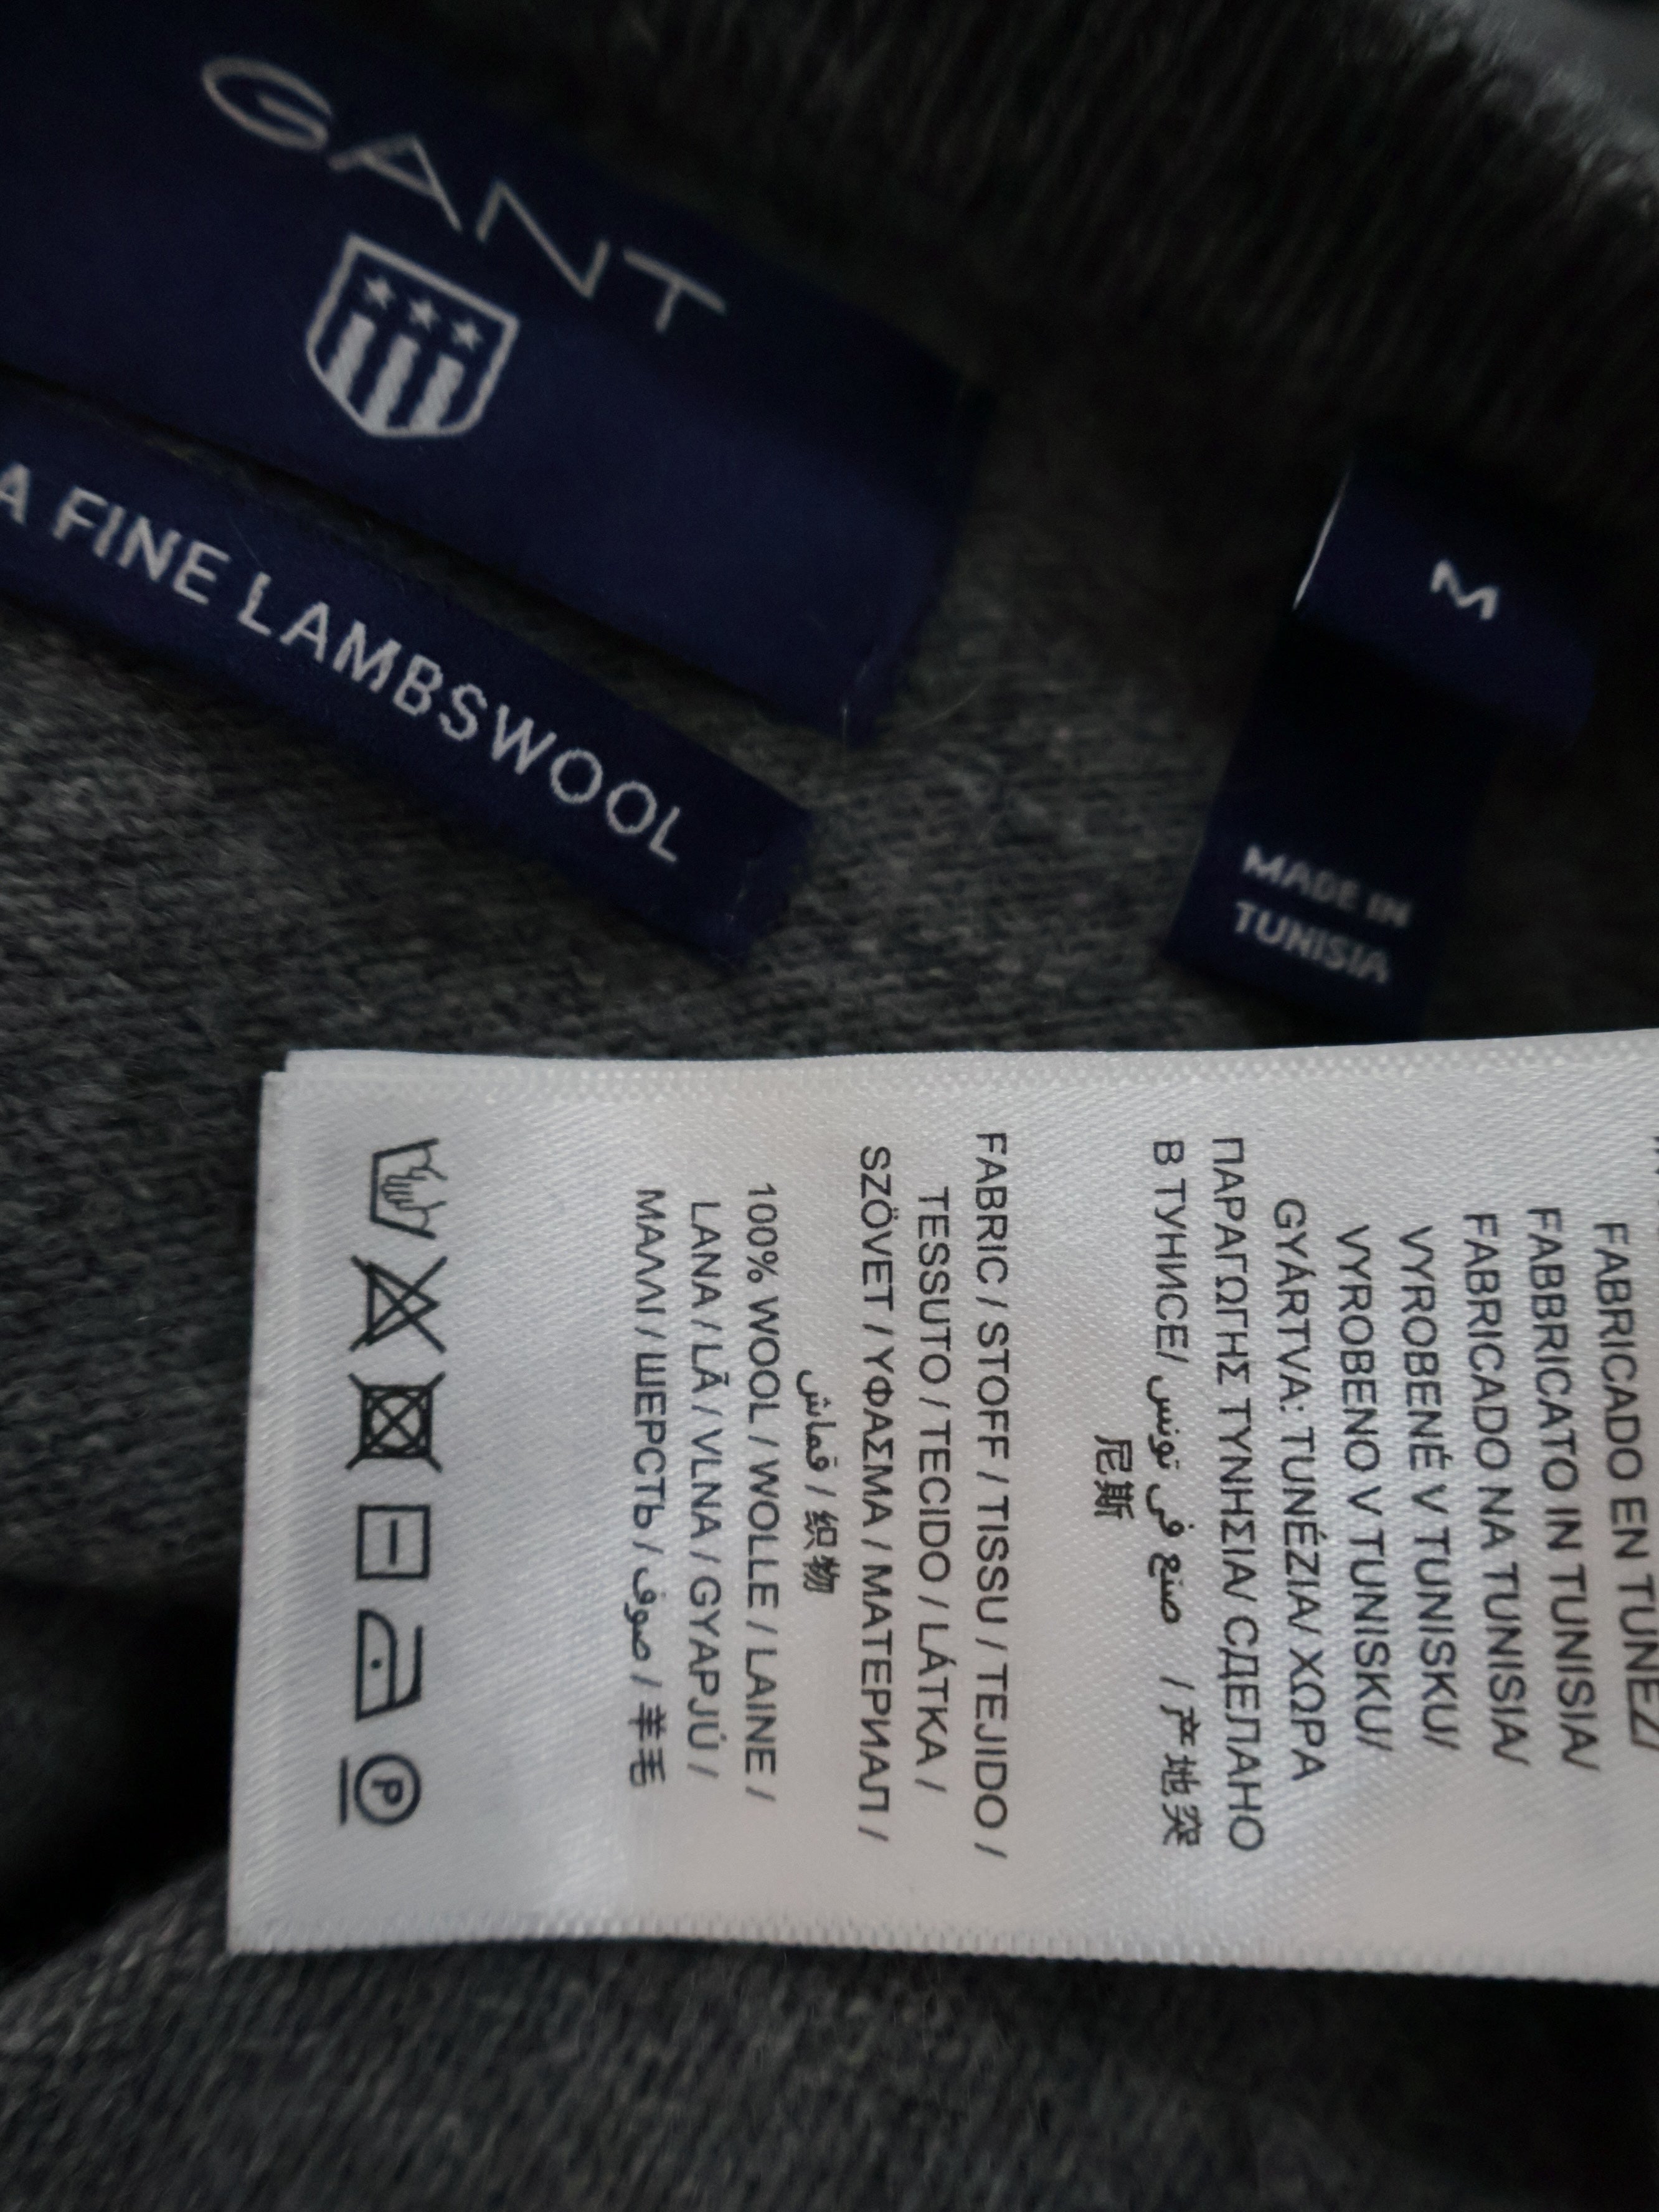 GANT
A FINE LAMBSWOOL
M
MADE IN
TUNISIA
FABRICADO EN TUNEZ/
FABBRICATO IN TUNISIA/
FABRICADO NA TUNISIA/
VYROBENÉ V TUNISKU/
VYROBENO V TUNISKU/
GYÁRTVA: TUNÉZIA/ ΧΩΡΑ
ΠΑΡΑΓΩΓΗΣ ΤΥΝΗΣΙΑ/ СДЕЛАНО
В ТУНИСЕ/ صنع في تونس / 产地突
尼斯
FABRIC / STOFF / TISSU / TEJIDO /
TESSUTO / TECIDO / LÁTKA /
SZÖVET / ΥΦΑΣΜΑ / МАТЕРИАЛ /
قماش / 织物
100% WOOL / WOLLE / LAINE /
LANA / LÃ / VLNA / GYAPJÚ /
ΜΑΛΛΙ / ШЕРСТЬ / صوف / 羊毛
P